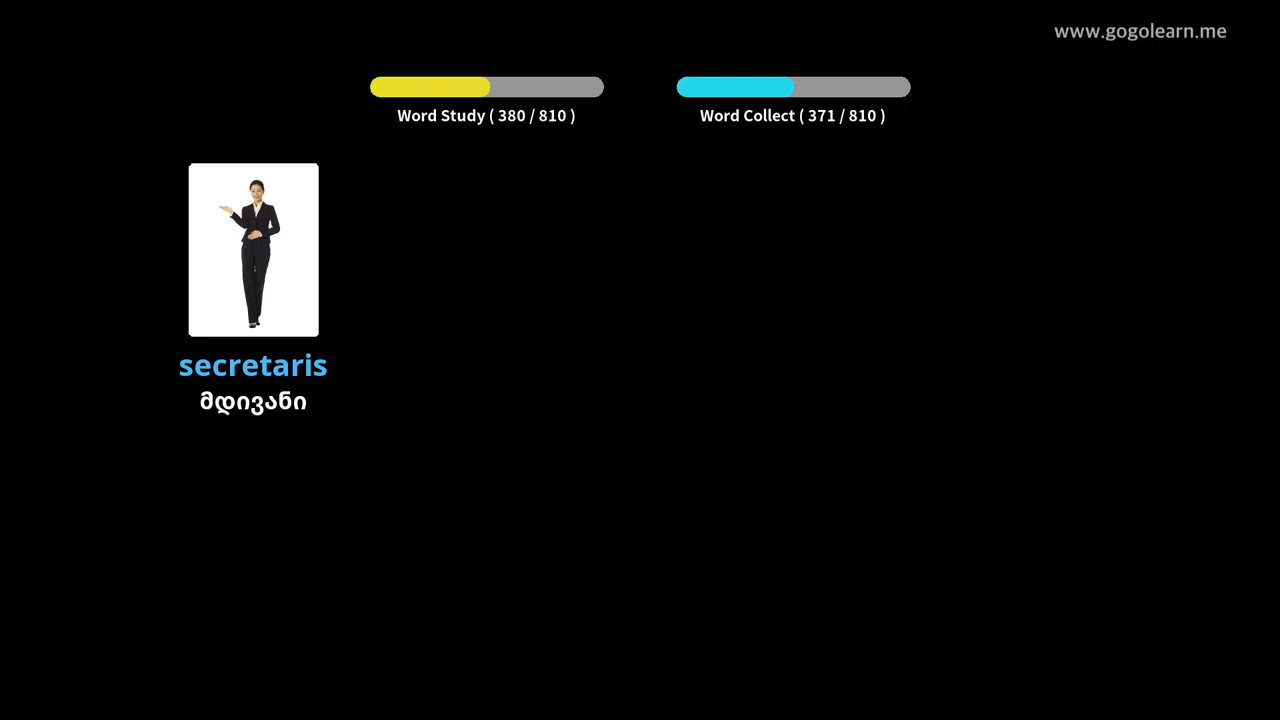 www.gogolearn.me
Word Study ( 380 / 810 )
Word Collect ( 371 / 810 )
secretaris
მდივანი